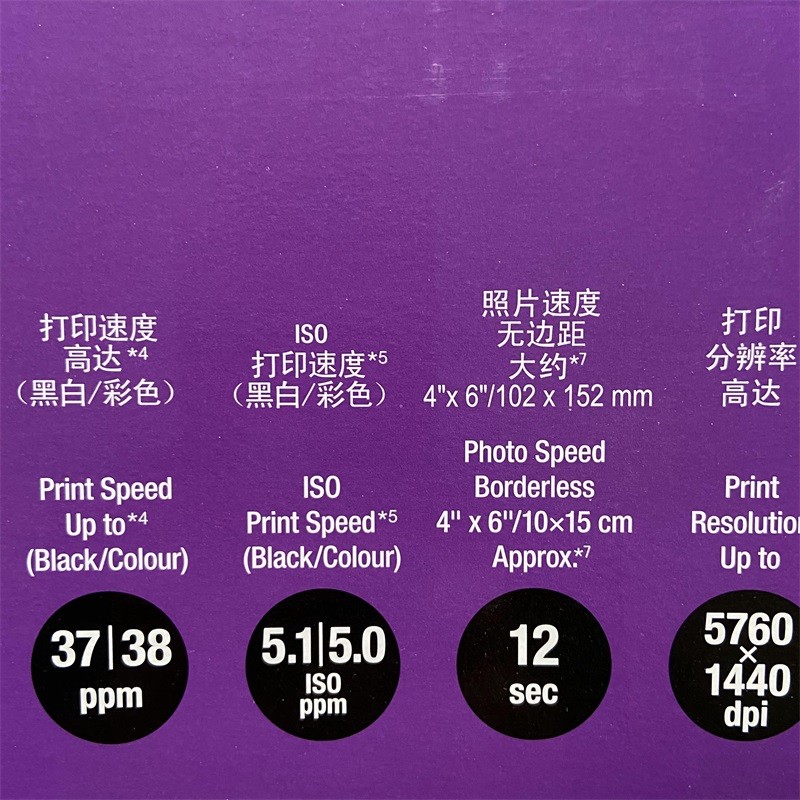 打印速度
高达*4
（黑白/彩色）
Print Speed
Up to*4
(Black/Colour)
37|38
ppm
ISO
打印速度*5
（黑白/彩色）
ISO
Print Speed*5
(Black/Colour)
5.1|5.0
ISO
ppm
照片速度
无边距
大约*7
4"x 6"/102 x 152 mm
Photo Speed
Borderless
4" x 6"/10×15 cm
Approx.*7
12
sec
打印
分辨率
高达
Print
Resolution
Up to
5760
×
1440
dpi